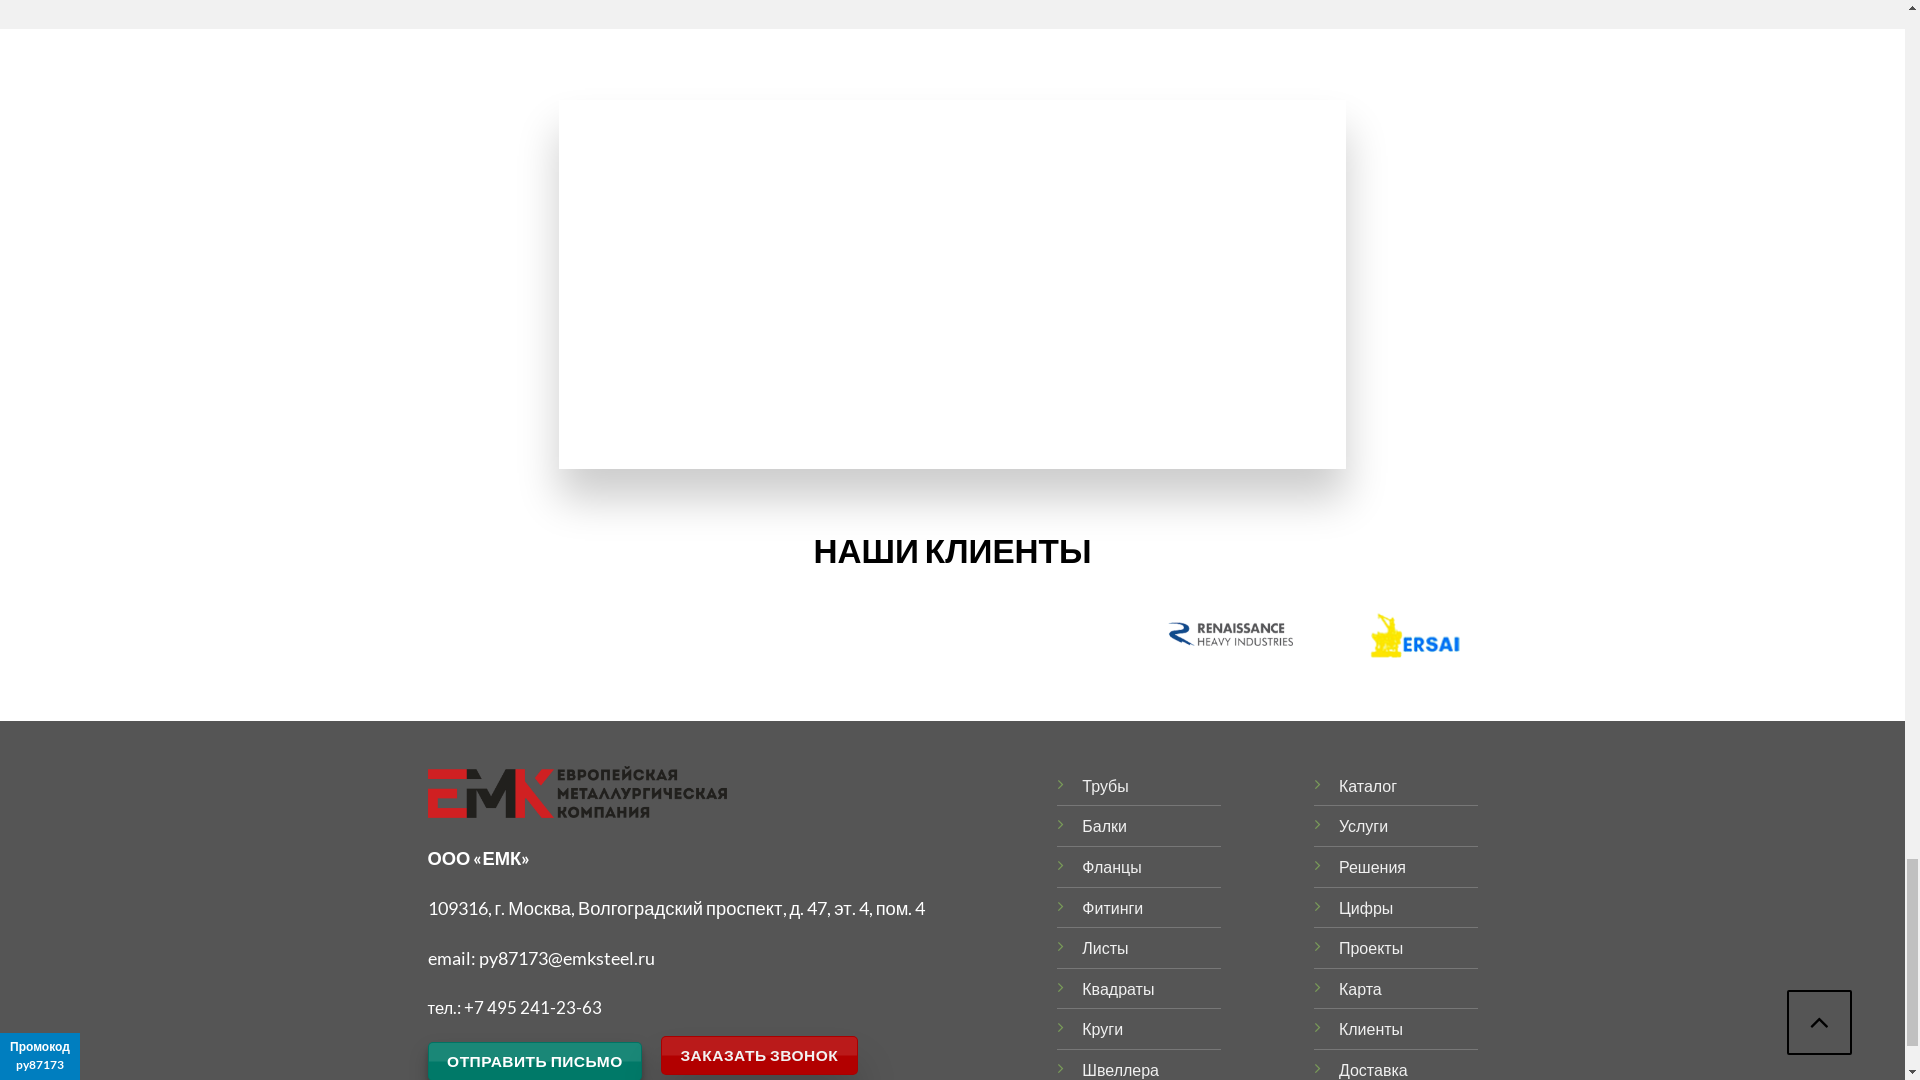 НАШИ КЛИЕНТЫ
RENAISSANCE
HEAVY INDUSTRIES
ERSAI
ЕМК ЕВРОПЕЙСКАЯ
МЕТАЛЛУРГИЧЕСКАЯ
КОМПАНИЯ
ООО «ЕМК»
109316, г. Москва, Волгоградский проспект, д. 47, эт. 4, пом. 4
email: py87173@emksteel.ru
тел.: +7 495 241-23-63
ОТПРАВИТЬ ПИСЬМО
ЗАКАЗАТЬ ЗВОНОК
Трубы
Балки
Фланцы
Фитинги
Листы
Квадраты
Круги
Швеллера
Каталог
Услуги
Решения
Цифры
Проекты
Карта
Клиенты
Доставка
Промокод
py87173